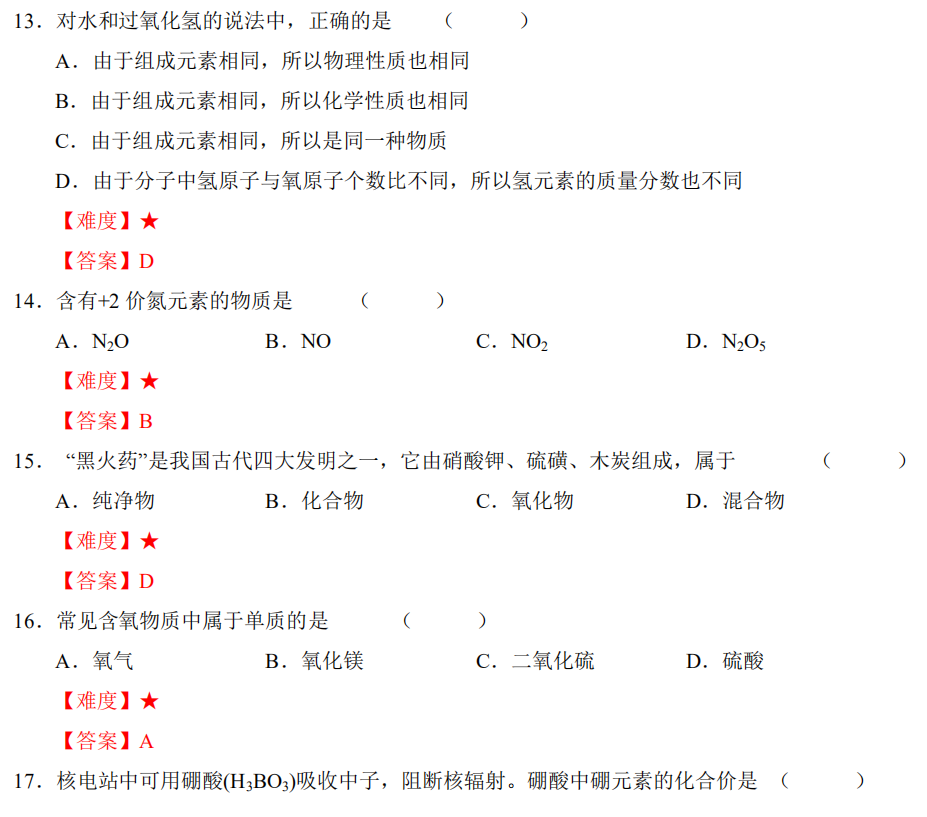 13．对水和过氧化氢的说法中，正确的是　　（　　　）
A．由于组成元素相同，所以物理性质也相同
B．由于组成元素相同，所以化学性质也相同
C．由于组成元素相同，所以是同一种物质
D．由于分子中氢原子与氧原子个数比不同，所以氢元素的质量分数也不同
【难度】★
【答案】D
14．含有+2 价氮元素的物质是　　　（　　　）
A．N₂O　　B．NO　　C．NO₂　　D．N₂O₅
【难度】★
【答案】B
15．“黑火药”是我国古代四大发明之一，它由硝酸钾、硫磺、木炭组成，属于　　　（　　　）
A．纯净物　　B．化合物　　C．氧化物　　D．混合物
【难度】★
【答案】D
16．常见含氧物质中属于单质的是　　　（　　　）
A．氧气　　B．氧化镁　　C．二氧化硫　　D．硫酸
【难度】★
【答案】A
17．核电站中可用硼酸(H₃BO₃)吸收中子，阻断核辐射。硼酸中硼元素的化合价是　（　　　）